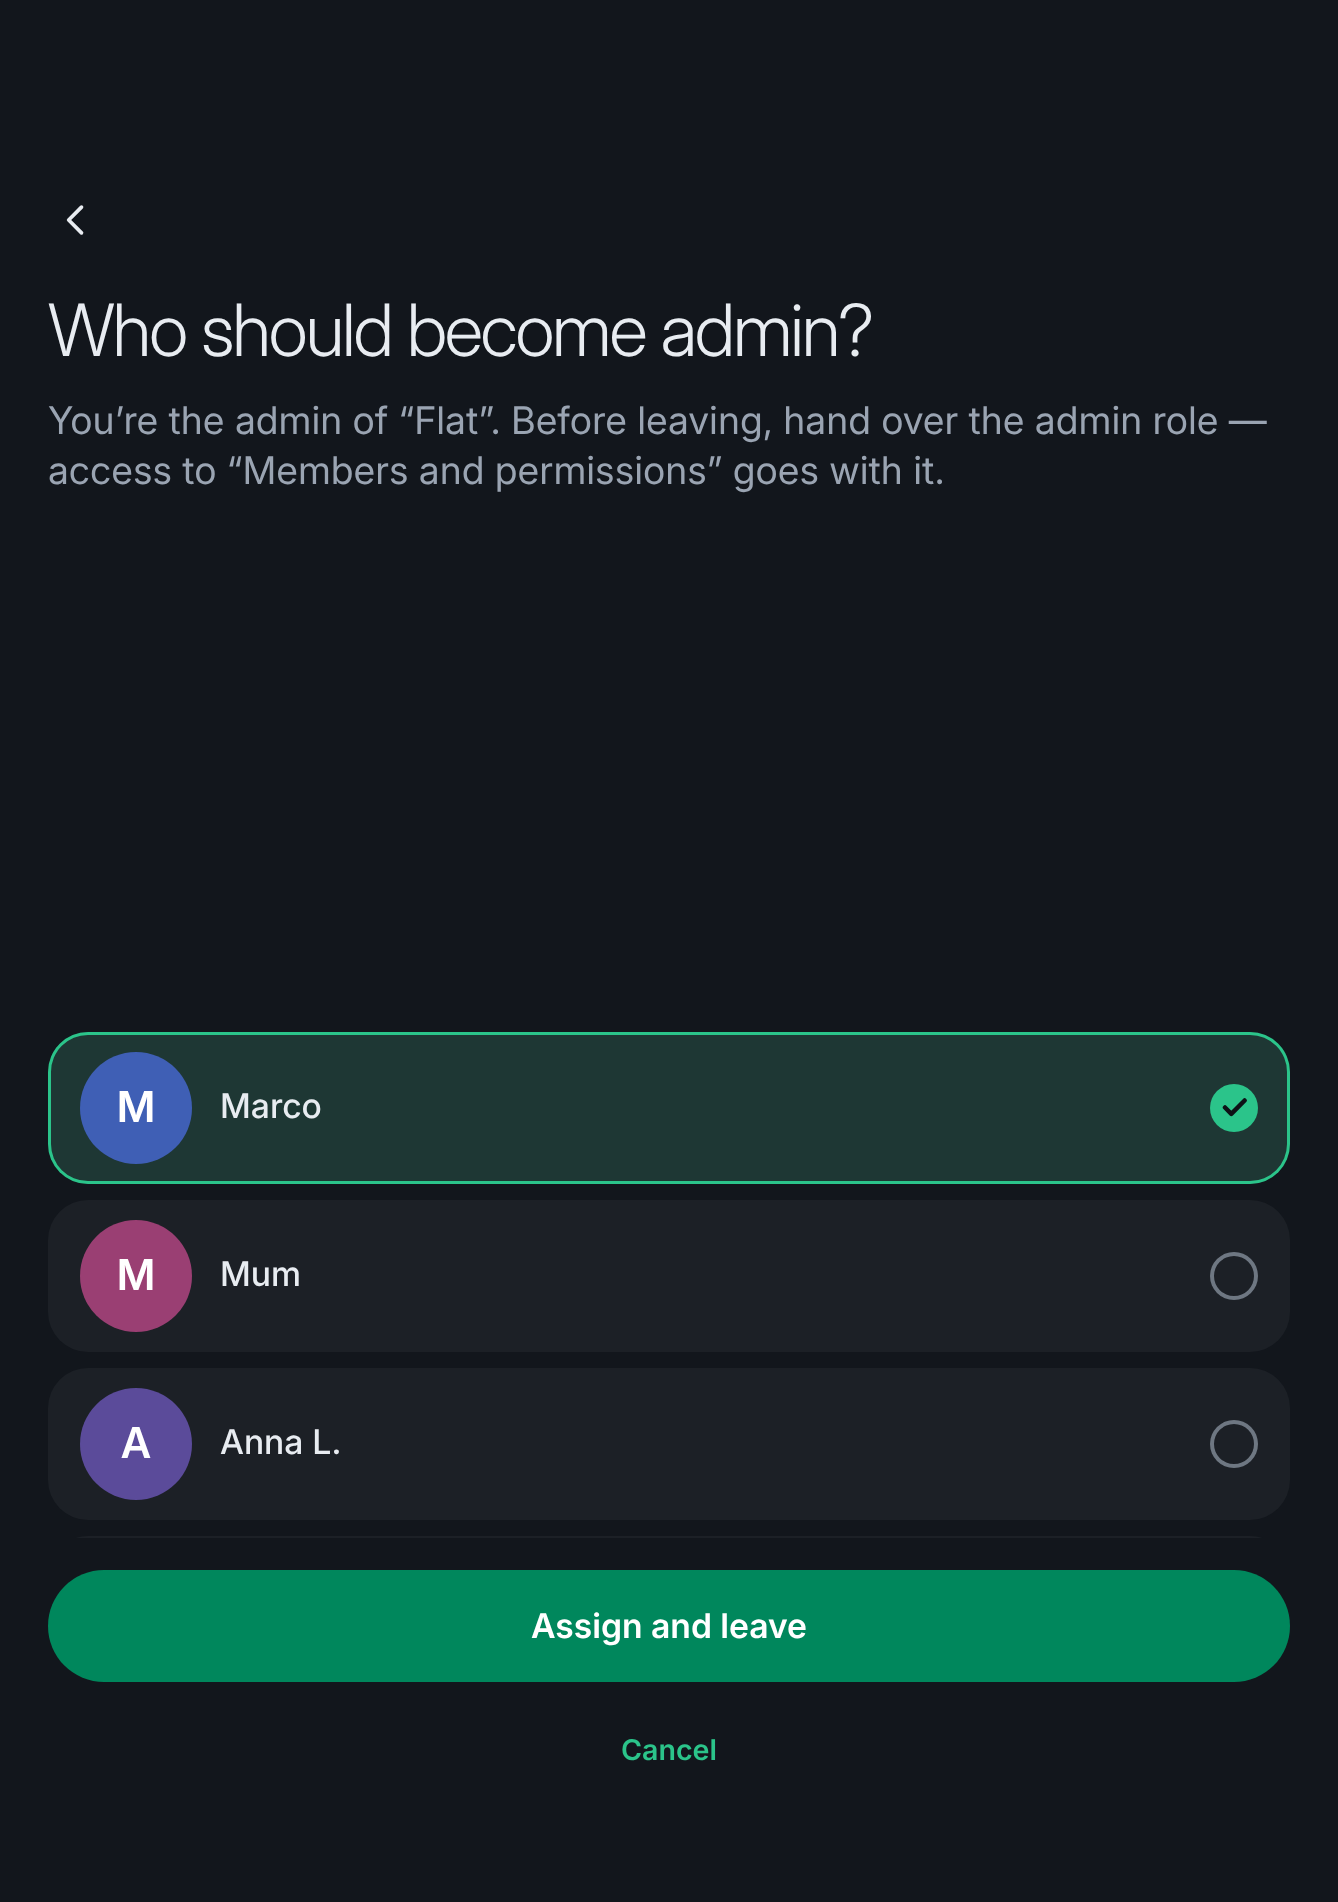 Who should become admin?
You’re the admin of “Flat”. Before leaving, hand over the admin role —
access to “Members and permissions” goes with it.
M
Marco
M
Mum
A
Anna L.
Assign and leave
Cancel